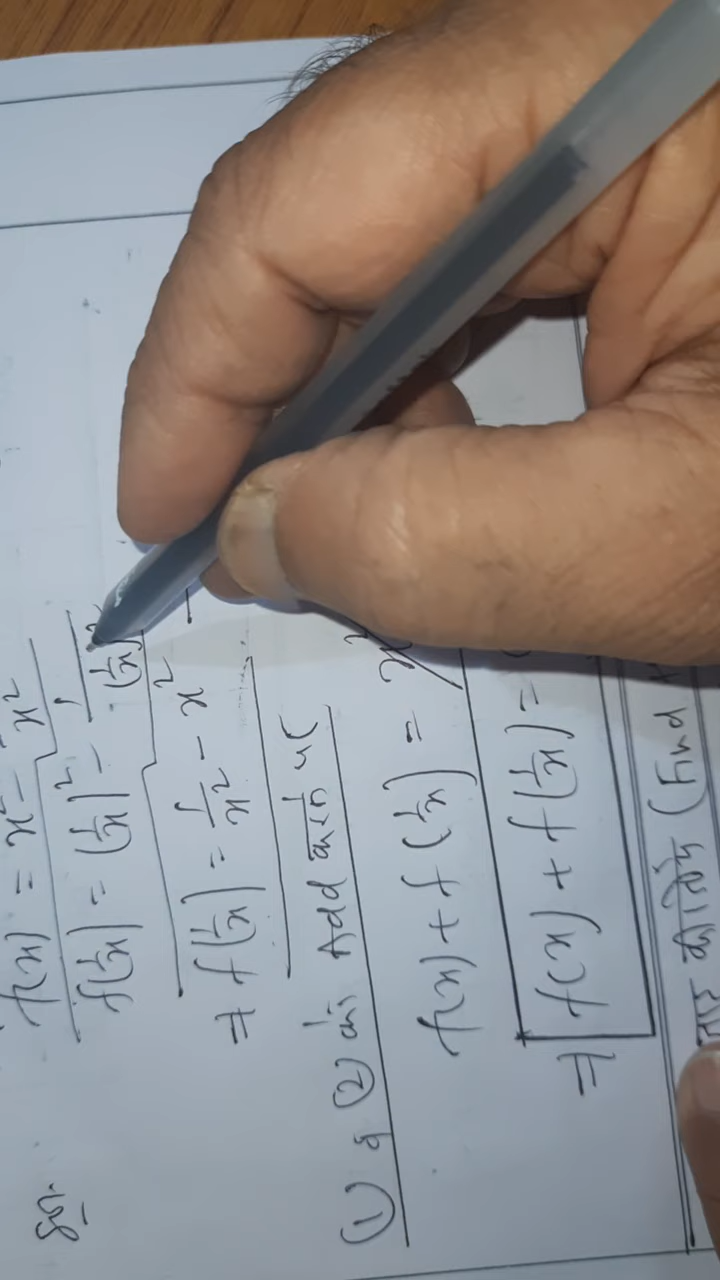 Sol.
f(x) = x² - 1/x²
f(1/x) = (1/x)² - 1/(1/x)²
⇒ f(1/x) = 1/x² - x² -
(1) व (2) को Add करने पर
f(x) + f(1/x) = x²
⇒ f(x) + f(1/x) =
कीजिए (Find